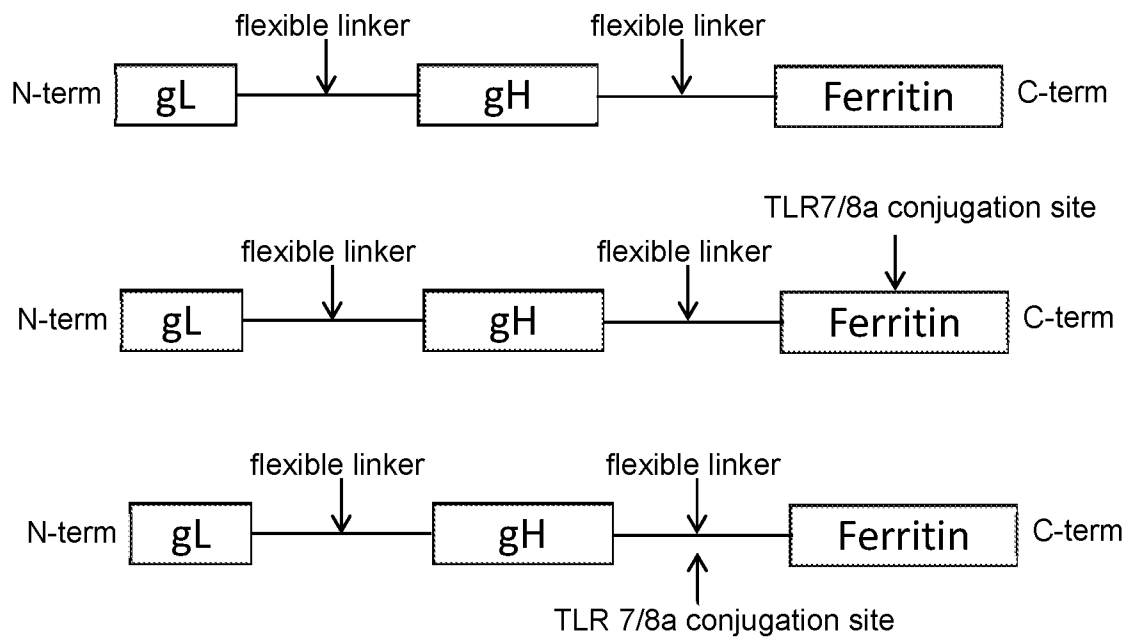 flexible linker flexible linker
N-term gL gH Ferritin C-term
TLR7/8a conjugation site
flexible linker flexible linker
N-term gL gH Ferritin C-term
flexible linker flexible linker
N-term gL gH Ferritin C-term
TLR 7/8a conjugation site